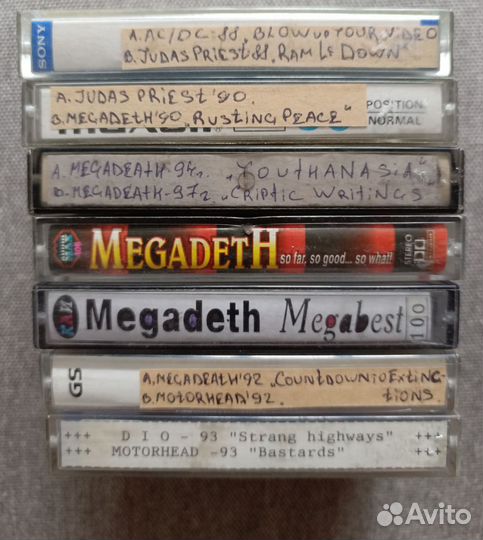 SONY
A. AC/DC-88 „BLOW UP YOUR VIDEO
B. JUDAS PRIEST 88 „RAM IT DOWN"
A. JUDAS PRIEST '90.
B. MEGADETH '90 „RUSTING PEACE"
POSITION
NORMAL
A. MEGADEATH-94г. „YOUTHANASIA"
B. MEGADEATH-97г. „CRIPTIC WRITINGS
MEGADETH so far, so good... so what!
STEREO
Megadeth Megabest 100
GS
A. MEGADEATH '92 „COUNTDOWN TO EXTINC-
TIONS.
B. MOTORHEAD '92.
+++ D I O - 93 "Strang highways" +++
+++ MOTORHEAD -93 "Bastards" +++
Avito